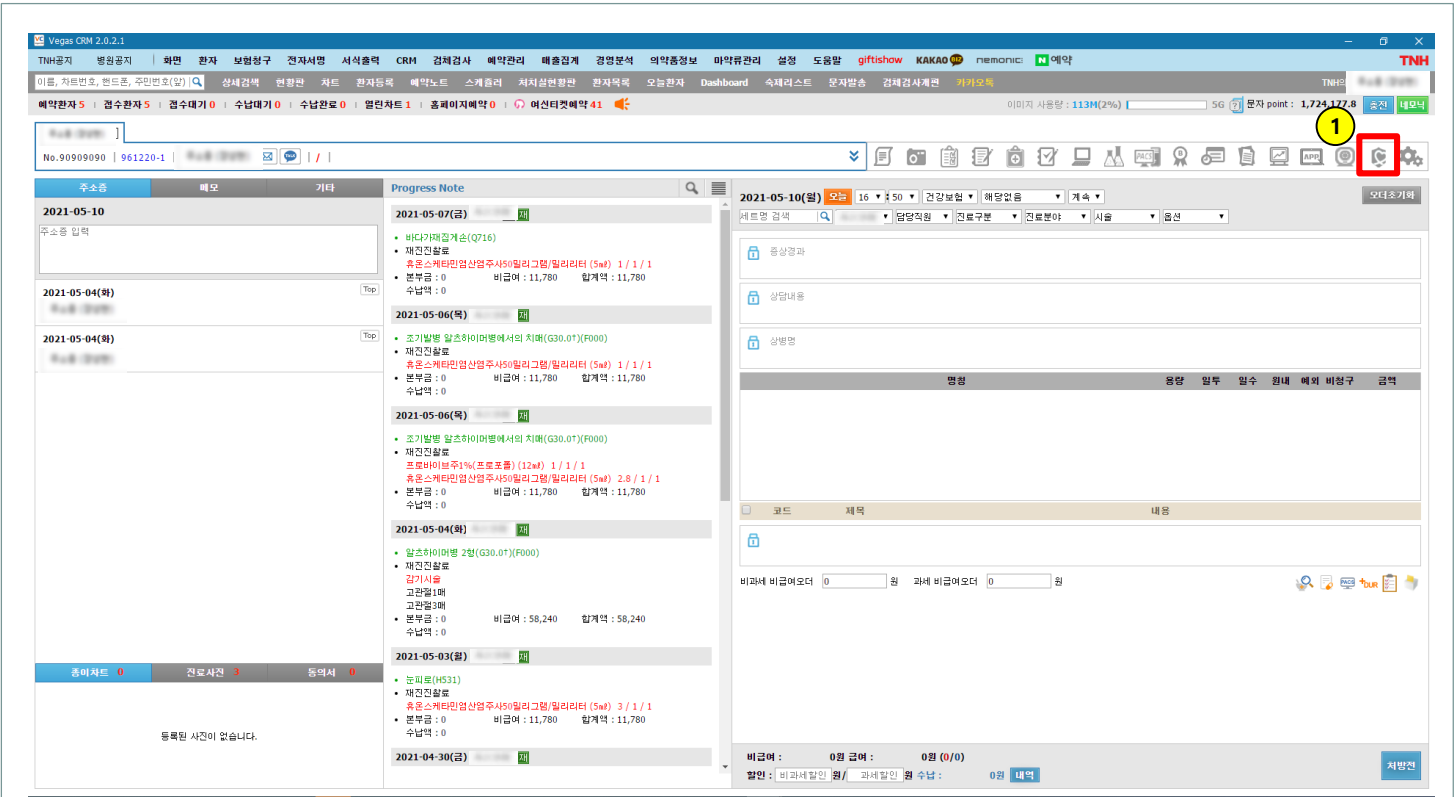 Vegas CRM 2.0.2.1
TNH공지 병원공지 화면 환자 보험청구 전자서명 서식출력 CRM 검체검사 예약관리 매출집계 경영분석 의약품정보 마약류관리 설정 도움말 giftishow KAKAO BIZ nemonic N 예약 TNH
이름, 차트번호, 핸드폰, 주민번호(앞) 상세검색 현황판 차트 환자등록 예약노트 스케쥴러 처치실현황판 환자목록 오늘환자 Dashboard 숙제리스트 문자발송 검체검사계편 카카오톡 TNH의
예약환자 5 접수환자 5 접수대기 0 수납대기 0 수납완료 0 열린차트 1 홈페이지예약 0 여신티켓예약 41 이미지 사용량 : 113M(2%) 5G 문자 point : 1,724,177.8 충전 네모닉
1
]
No.90909090 | 961220-1 | | / |
PACS APP
주소증 메모 기타
2021-05-10
주소증 입력
2021-05-04(화) Top
2021-05-04(화) Top
종이차트 0 진료사진 3 동의서 0
등록된 사진이 없습니다.
Progress Note
2021-05-07(금) 재
• 바다가재집게손(Q716)
• 재진진찰료
휴온스케타민염산염주사50밀리그램/밀리리터 (5㎖) 1 / 1 / 1
• 본부금 : 0 비급여 : 11,780 합계액 : 11,780
수납액 : 0
2021-05-06(목) 재
• 조기발병 알츠하이머병에서의 치매(G30.0†)(F000)
• 재진진찰료
휴온스케타민염산염주사50밀리그램/밀리리터 (5㎖) 1 / 1 / 1
• 본부금 : 0 비급여 : 11,780 합계액 : 11,780
수납액 : 0
2021-05-06(목) 재
• 조기발병 알츠하이머병에서의 치매(G30.0†)(F000)
• 재진진찰료
프로바이브주1%(프로포폴) (12㎖) 1 / 1 / 1
휴온스케타민염산염주사50밀리그램/밀리리터 (5㎖) 2.8 / 1 / 1
• 본부금 : 0 비급여 : 11,780 합계액 : 11,780
수납액 : 0
2021-05-04(화) 재
• 알츠하이머병 2형(G30.0†)(F000)
• 재진진찰료
감기시술
고관절1매
고관절3매
• 본부금 : 0 비급여 : 58,240 합계액 : 58,240
수납액 : 0
2021-05-03(월) 재
• 눈피로(H531)
• 재진진찰료
휴온스케타민염산염주사50밀리그램/밀리리터 (5㎖) 3 / 1 / 1
• 본부금 : 0 비급여 : 11,780 합계액 : 11,780
수납액 : 0
2021-04-30(금) 재
2021-05-10(월) 오늘 16 : 50 건강보험 해당없음 계속 오더초기화
세트명 검색 담당직원 진료구분 진료분야 시술 옵션
증상경과
상담내용
상병명
명칭 용량 일투 일수 원내 예외 비청구 금액
코드 제목 내용
비과세 비급여오더 0 원 과세 비급여오더 0 원 PACS DUR
비급여 : 0원 급여 : 0원 (0/0)
할인 : 비과세할인 원/ 과세할인 원 수납 : 0원 내역
처방전